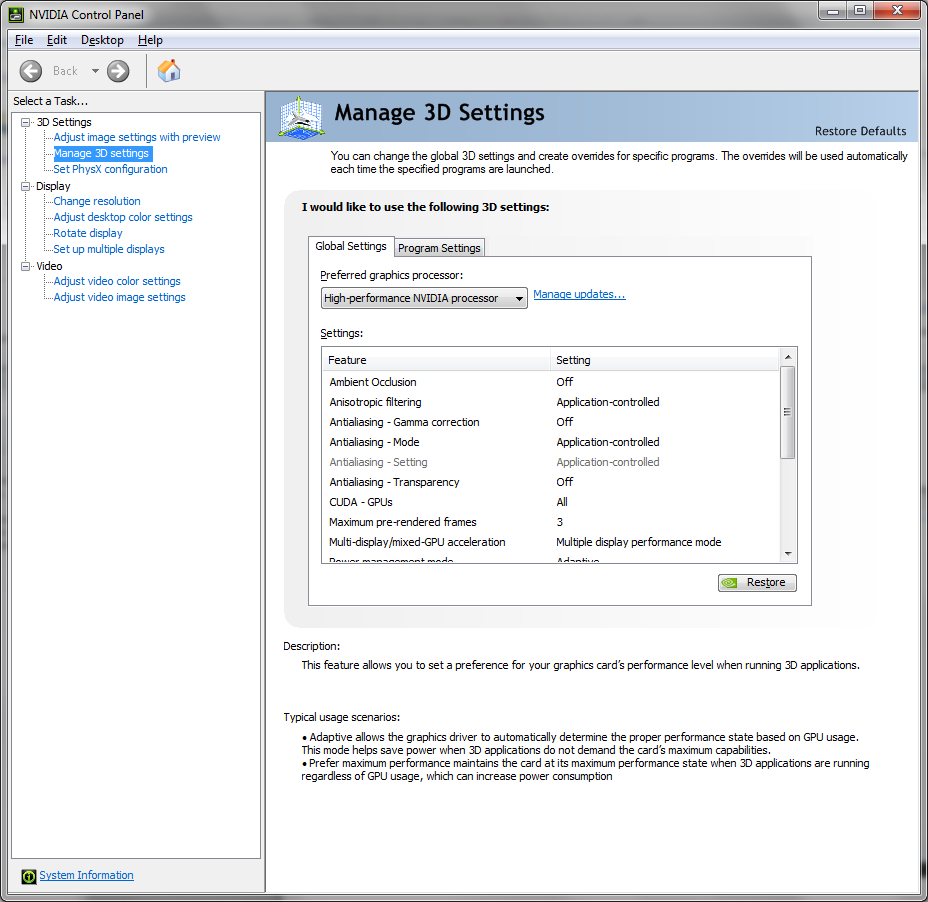 NVIDIA Control Panel
File Edit Desktop Help
Back
Select a Task...
3D Settings
Adjust image settings with preview
Manage 3D settings
Set PhysX configuration
Display
Change resolution
Adjust desktop color settings
Rotate display
Set up multiple displays
Video
Adjust video color settings
Adjust video image settings
System Information
Manage 3D Settings
Restore Defaults
You can change the global 3D settings and create overrides for specific programs. The overrides will be used automatically
each time the specified programs are launched.
I would like to use the following 3D settings:
Global Settings Program Settings
Preferred graphics processor:
High-performance NVIDIA processor Manage updates...
Settings:
Feature Setting
Ambient Occlusion Off
Anisotropic filtering Application-controlled
Antialiasing - Gamma correction Off
Antialiasing - Mode Application-controlled
Antialiasing - Setting Application-controlled
Antialiasing - Transparency Off
CUDA - GPUs All
Maximum pre-rendered frames 3
Multi-display/mixed-GPU acceleration Multiple display performance mode
Power management mode Adaptive
Restore
Description:
This feature allows you to set a preference for your graphics card's performance level when running 3D applications.
Typical usage scenarios:
• Adaptive allows the graphics driver to automatically determine the proper performance state based on GPU usage.
This mode helps save power when 3D applications do not demand the card's maximum capabilities.
• Prefer maximum performance maintains the card at its maximum performance state when 3D applications are running
regardless of GPU usage, which can increase power consumption